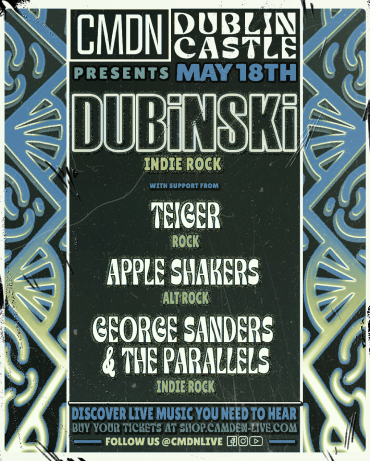 CMDN
DUBLIN
CASTLE
PRESENTS MAY 18TH
DUBiNSKi
INDIE ROCK
WITH SUPPORT FROM
TEIGER
ROCK
APPLE SHAKERS
ALT ROCK
GEORGE SANDERS
& THE PARALLELS
INDIE ROCK
DISCOVER LIVE MUSIC YOU NEED TO HEAR
BUY YOUR TICKETS AT SHOP.CAMDEN-LIVE.COM
FOLLOW US @CMDNLIVE